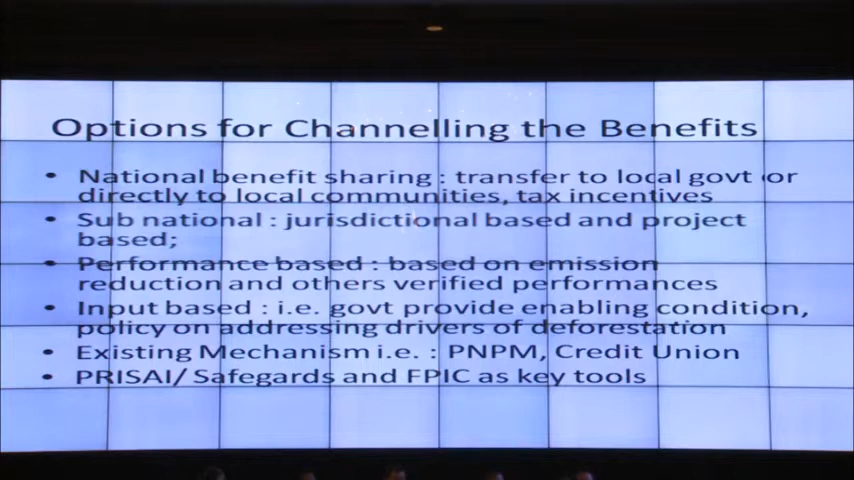 Options for Channelling the Benefits
• National benefit sharing : transfer to local govt or
directly to local communities, tax incentives
• Sub national : jurisdictional based and project
based;
• Performance based : based on emission
reduction and others verified performances
• Input based : i.e. govt provide enabling condition,
policy on addressing drivers of deforestation
• Existing Mechanism i.e. : PNPM, Credit Union
• PRISAI/ Safegards and FPIC as key tools